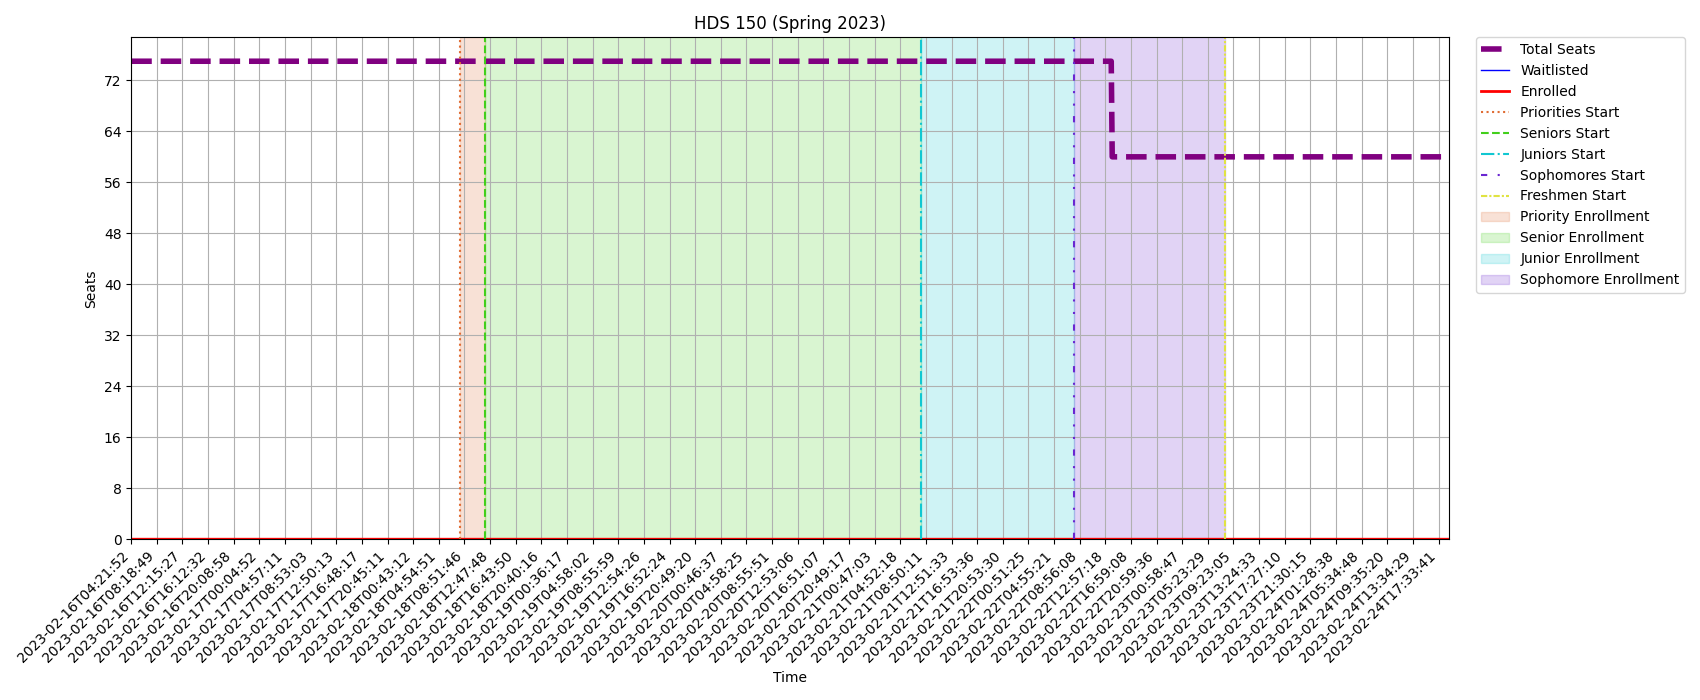 HDS 150 (Spring 2023)
Total Seats
Waitlisted
Enrolled
Priorities Start
Seniors Start
Juniors Start
Sophomores Start
Freshmen Start
Priority Enrollment
Senior Enrollment
Junior Enrollment
Sophomore Enrollment
Seats
72
64
56
48
40
32
24
16
8
0
2023-02-16T04:21:52
2023-02-16T08:18:49
2023-02-16T12:15:27
2023-02-16T16:12:32
2023-02-16T20:08:58
2023-02-17T00:04:52
2023-02-17T04:57:11
2023-02-17T08:53:03
2023-02-17T12:50:13
2023-02-17T16:48:17
2023-02-17T20:45:11
2023-02-18T00:43:12
2023-02-18T04:54:51
2023-02-18T08:51:46
2023-02-18T12:47:48
2023-02-18T16:43:50
2023-02-18T20:40:16
2023-02-19T00:36:17
2023-02-19T04:58:02
2023-02-19T08:55:59
2023-02-19T12:54:26
2023-02-19T16:52:24
2023-02-19T20:49:20
2023-02-20T00:46:37
2023-02-20T04:58:25
2023-02-20T08:55:51
2023-02-20T12:53:06
2023-02-20T16:51:07
2023-02-20T20:49:17
2023-02-21T00:47:03
2023-02-21T04:52:18
2023-02-21T08:50:11
2023-02-21T12:51:33
2023-02-21T16:53:36
2023-02-21T20:53:30
2023-02-22T00:51:25
2023-02-22T04:55:21
2023-02-22T08:56:08
2023-02-22T12:57:18
2023-02-22T16:59:08
2023-02-22T20:59:36
2023-02-23T00:58:47
2023-02-23T05:23:29
2023-02-23T09:23:05
2023-02-23T13:24:33
2023-02-23T17:27:10
2023-02-23T21:30:15
2023-02-24T01:28:38
2023-02-24T05:34:48
2023-02-24T09:35:20
2023-02-24T13:34:29
2023-02-24T17:33:41
Time